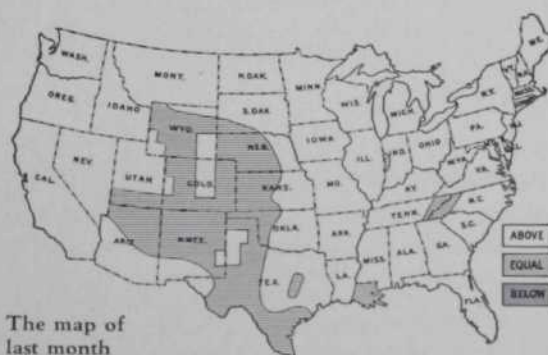 WASH.
MONT.
N.DAK.
MINN.
OREG.
IDAHO
S.DAK.
WIS.
MICH.
N.Y.
ME.
WYO.
NEB.
IOWA
NEV.
UTAH
COLO.
KANS.
MO.
ILL.
IND.
OHIO
PA.
W.VA.
VA.
KY.
CAL.
ARIZ.
N.MEX.
OKLA.
ARK.
TENN.
N.C.
S.C.
TEX.
LA.
MISS.
ALA.
GA.
FLA.
ABOVE
EQUAL
BELOW
The map of
last month